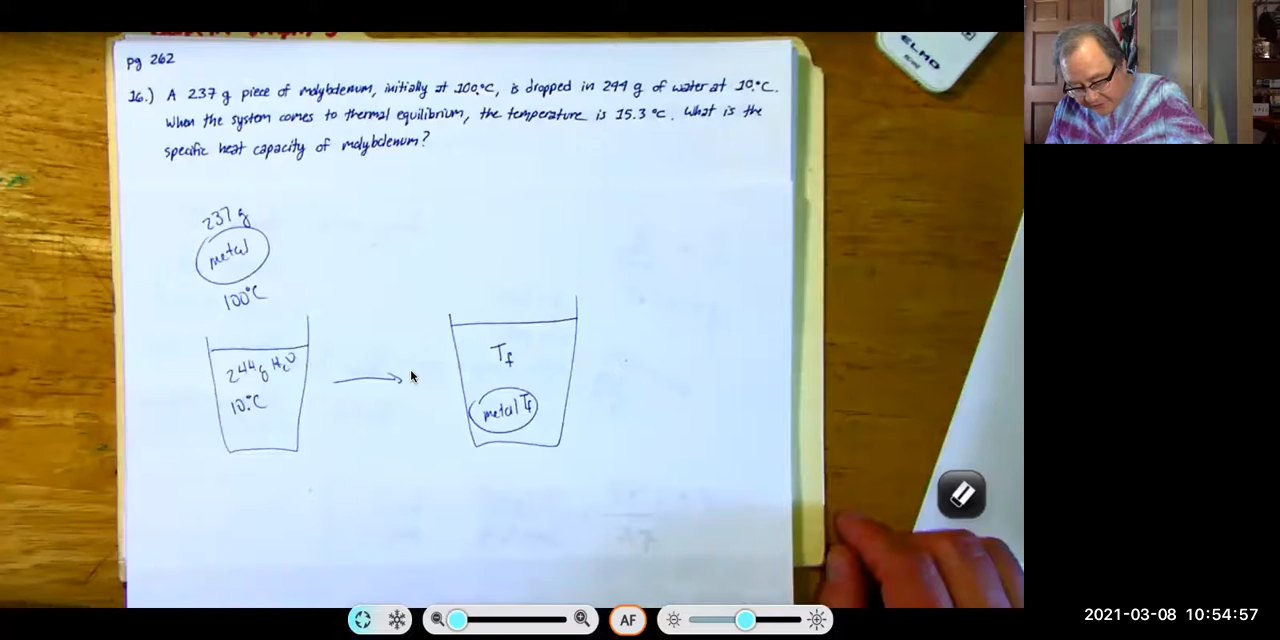 pg 262
16.) A 237 g piece of molybdenum, initially at 100.°C, is dropped in 244 g of water at 10.°C.
When the system comes to thermal equilibrium, the temperature is 15.3 °C. What is the
specific heat capacity of molybdenum?
237 g
metal
100°C
244g H2O
10.°C
Tf
metal Tf
ELMO
AF
2021-03-08 10:54:57